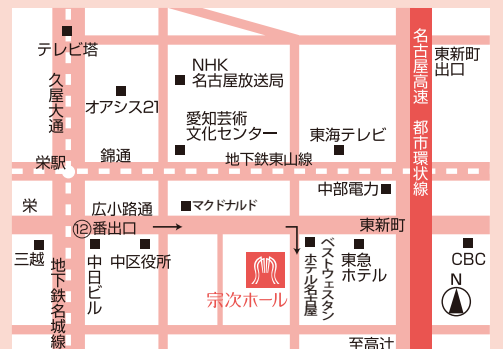 テレビ塔
久屋大通
オアシス21
NHK
名古屋放送局
愛知芸術
文化センター
東海テレビ
名古屋高速 都市環状線
東新町
出口
栄駅
錦通
地下鉄東山線
中部電力
栄
広小路通
マクドナルド
⑫番出口
東新町
三越
地下鉄名城線
中日ビル
中区役所
宗次ホール
ベストウェスタン
ホテル名古屋
東急
ホテル
CBC
N
至高辻